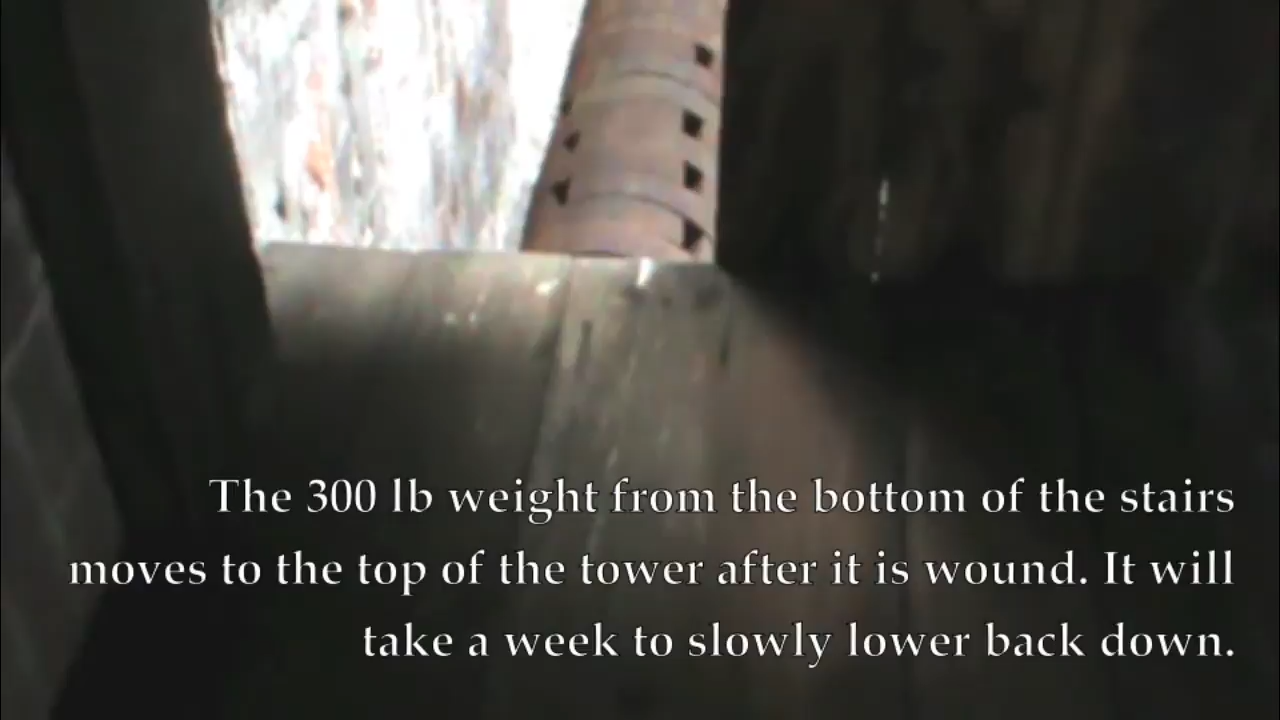 The 300 lb weight from the bottom of the stairs
moves to the top of the tower after it is wound. It will
take a week to slowly lower back down.